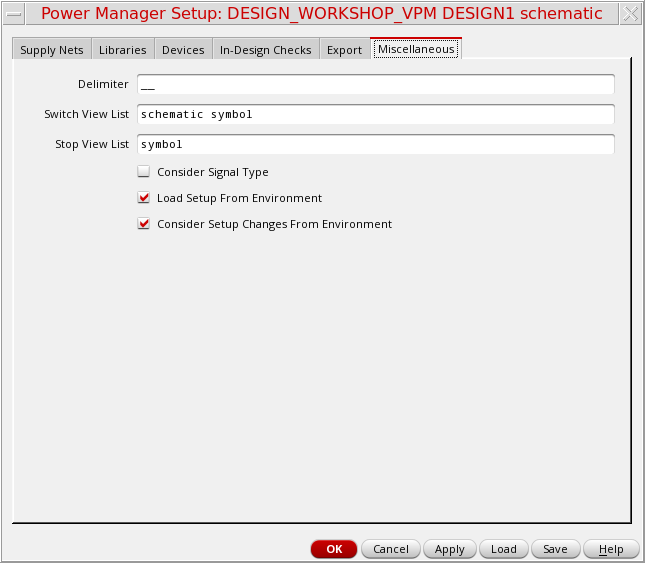 Power Manager Setup: DESIGN_WORKSHOP_VPM DESIGN1 schematic
Supply Nets Libraries Devices In-Design Checks Export Miscellaneous
Delimiter __
Switch View List schematic symbol
Stop View List symbol
Consider Signal Type
Load Setup From Environment
Consider Setup Changes From Environment
OK Cancel Apply Load Save Help